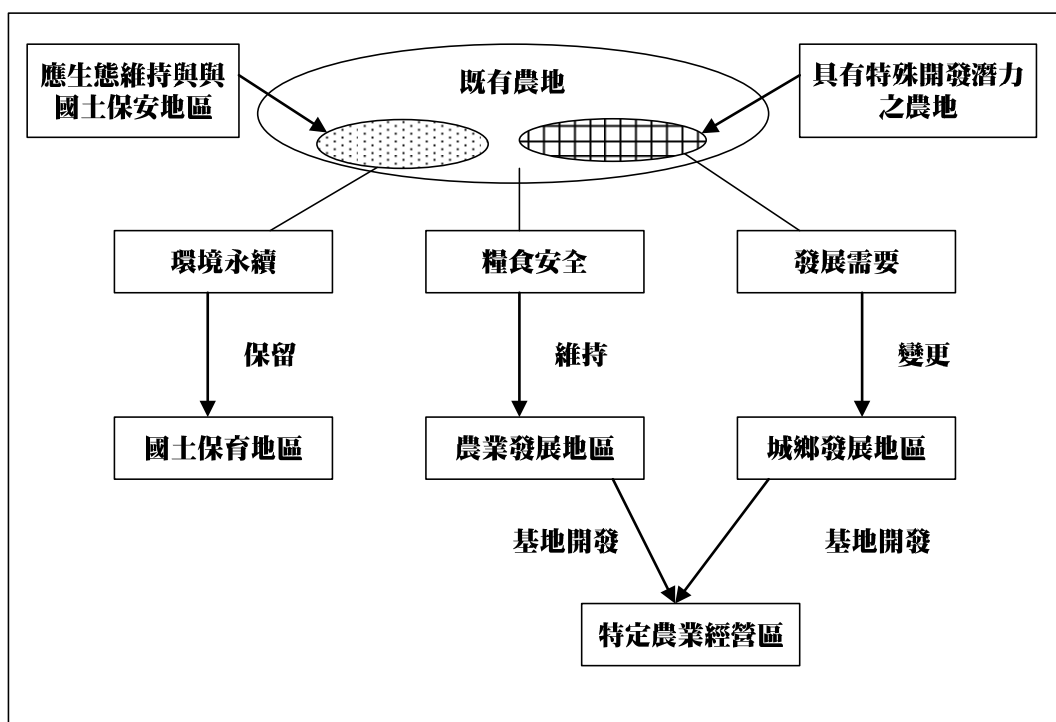 應生態維持與與
國土保安地區
既有農地
具有特殊開發潛力
之農地
環境永續
糧食安全
發展需要
保留
維持
變更
國土保育地區
農業發展地區
城鄉發展地區
基地開發
基地開發
特定農業經營區